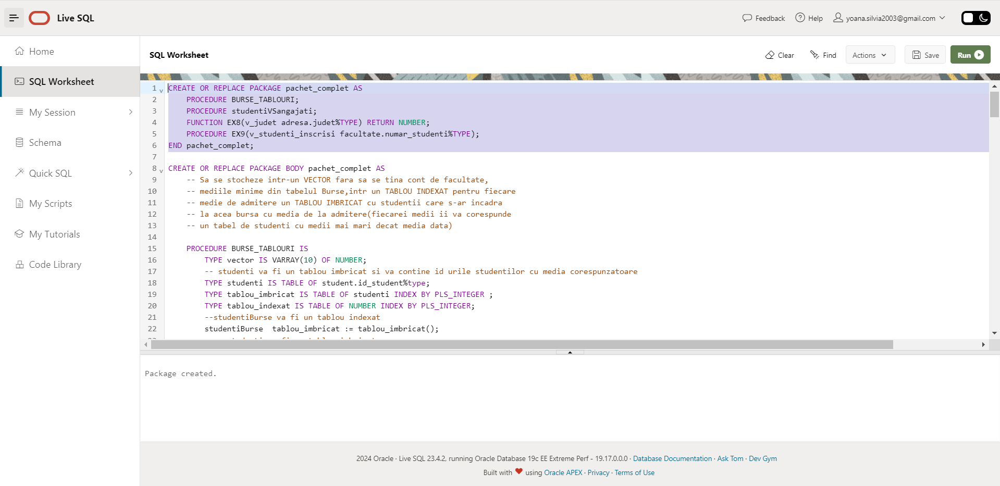 Live SQL
Feedback
Help
yoana.silvia2003@gmail.com
Home
SQL Worksheet
My Session
Schema
Quick SQL
My Scripts
My Tutorials
Code Library
SQL Worksheet
Clear
Find
Actions
Save
Run
1 CREATE OR REPLACE PACKAGE pachet_complet AS
2 PROCEDURE BURSE_TABLOURI;
3 PROCEDURE studentiVSangajati;
4 FUNCTION EX8(v_judet adresa.judet%TYPE) RETURN NUMBER;
5 PROCEDURE EX9(v_studenti_inscrisi facultate.numar_studenti%TYPE);
6 END pachet_complet;
7
8 CREATE OR REPLACE PACKAGE BODY pachet_complet AS
9 -- Sa se stocheze intr-un VECTOR fara sa se tina cont de facultate,
10 -- mediile minime din tabelul Burse,intr un TABLOU INDEXAT pentru fiecare
11 -- medie de admitere un TABLOU IMBRICAT cu studentii care s-ar incadra
12 -- la acea bursa cu media de la admitere(fiecarei medii ii va corespunde
13 -- un tabel de studenti cu medii mai mari decat media data)
14
15 PROCEDURE BURSE_TABLOURI IS
16 TYPE vector IS VARRAY(10) OF NUMBER;
17 -- studenti va fi un tablou imbricat si va contine id urile studentilor cu media corespunzatoare
18 TYPE studenti IS TABLE OF student.id_student%type;
19 TYPE tablou_imbricat IS TABLE OF studenti INDEX BY PLS_INTEGER ;
20 TYPE tablou_indexat IS TABLE OF NUMBER INDEX BY PLS_INTEGER;
21 --studentiBurse va fi un tablou indexat
22 studentiBurse  tablou_imbricat := tablou_imbricat();
Package created.
2024 Oracle · Live SQL 23.4.2, running Oracle Database 19c EE Extreme Perf - 19.17.0.0.0 · Database Documentation · Ask Tom · Dev Gym
Built with ❤ using Oracle APEX · Privacy · Terms of Use